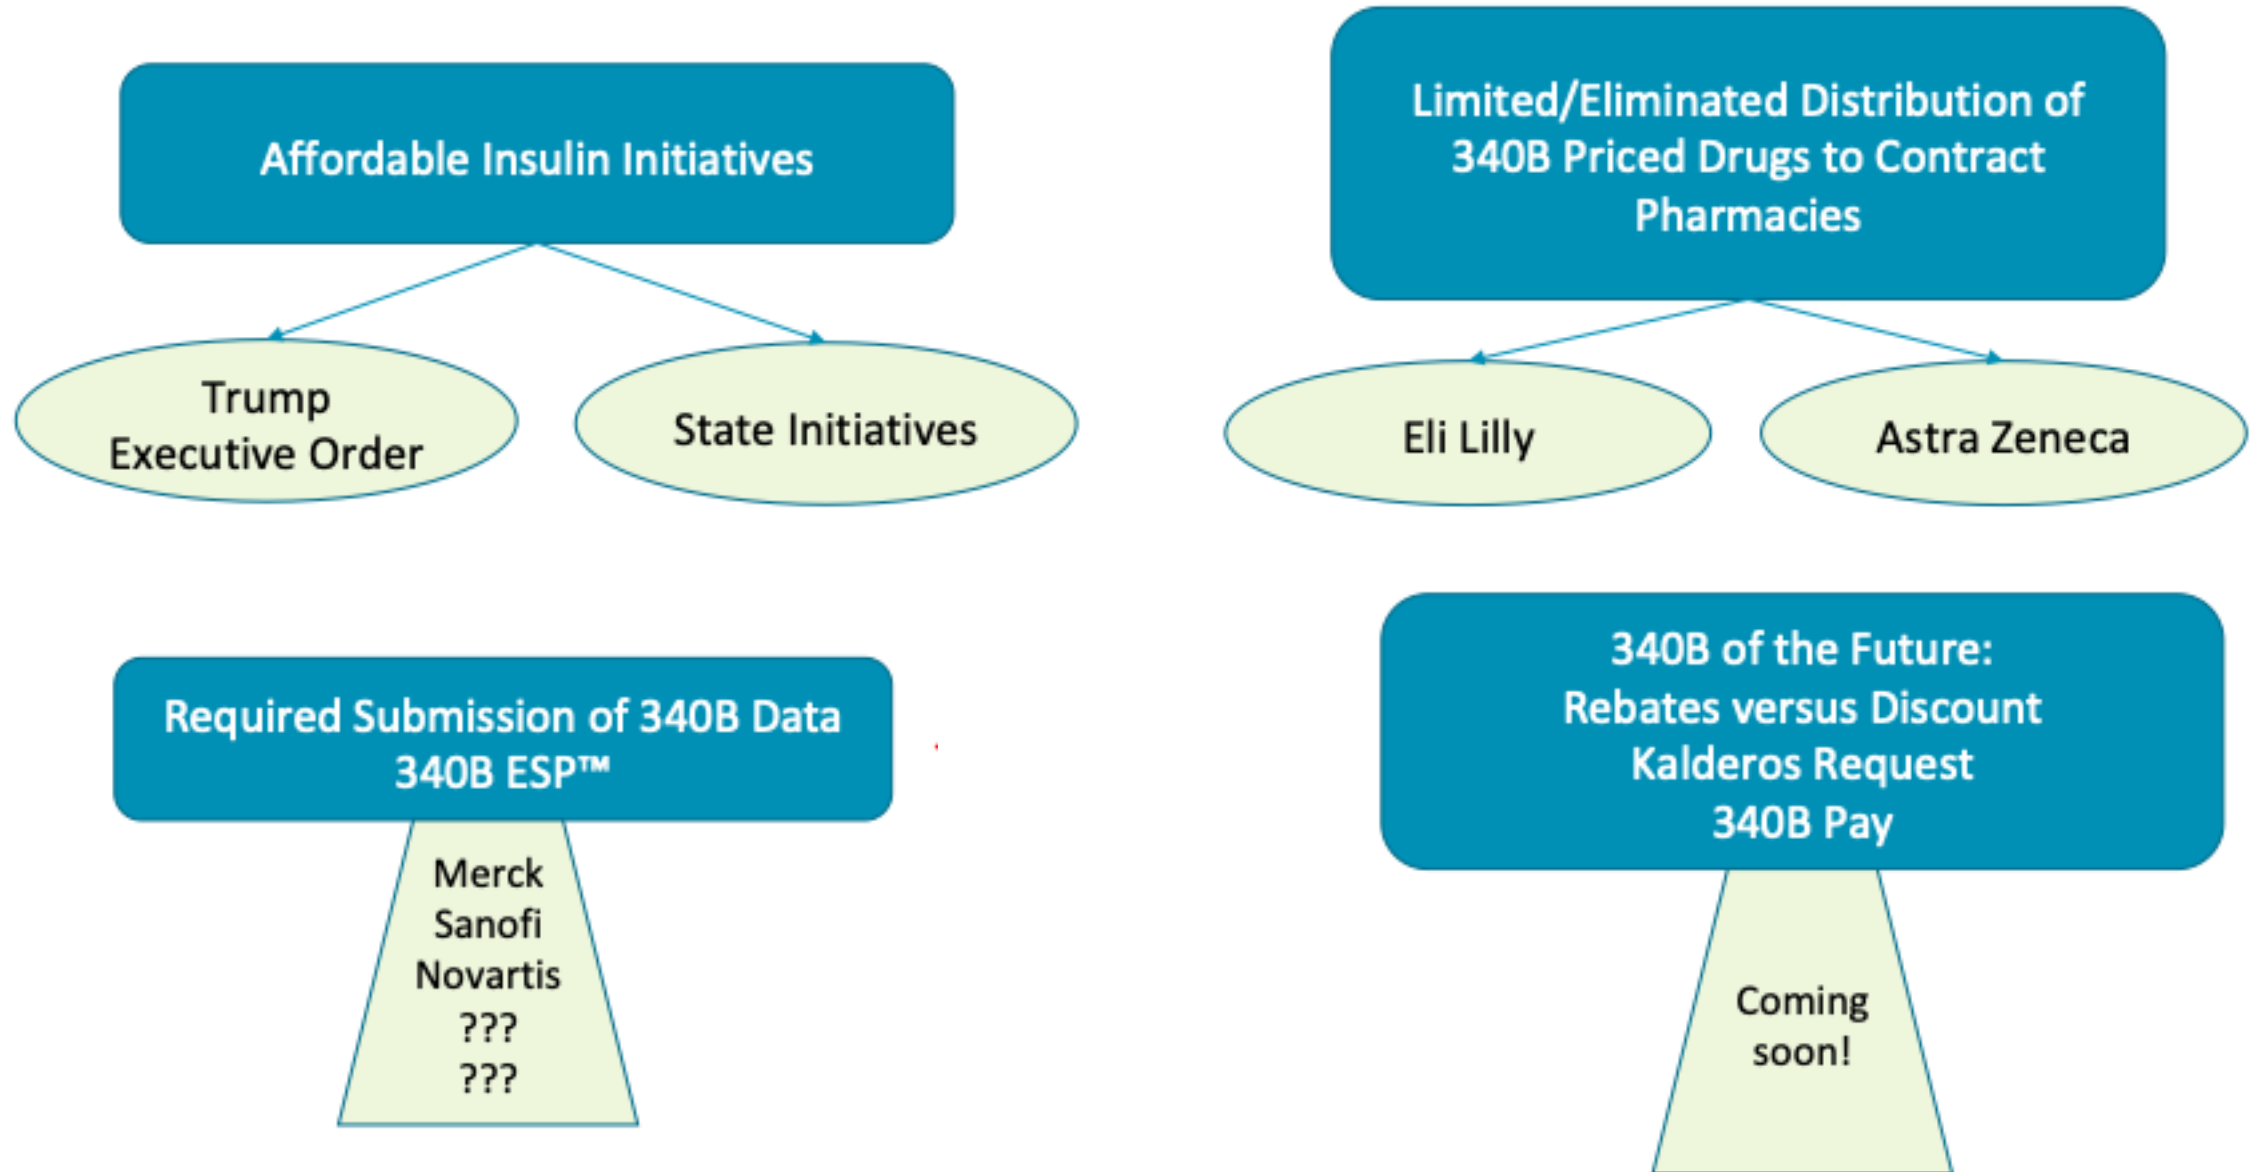 Affordable Insulin Initiatives
Trump
Executive Order
State Initiatives
Limited/Eliminated Distribution of
340B Priced Drugs to Contract
Pharmacies
Eli Lilly
Astra Zeneca
Required Submission of 340B Data
340B ESP™
Merck
Sanofi
Novartis
???
???
340B of the Future:
Rebates versus Discount
Kalderos Request
340B Pay
Coming
soon!